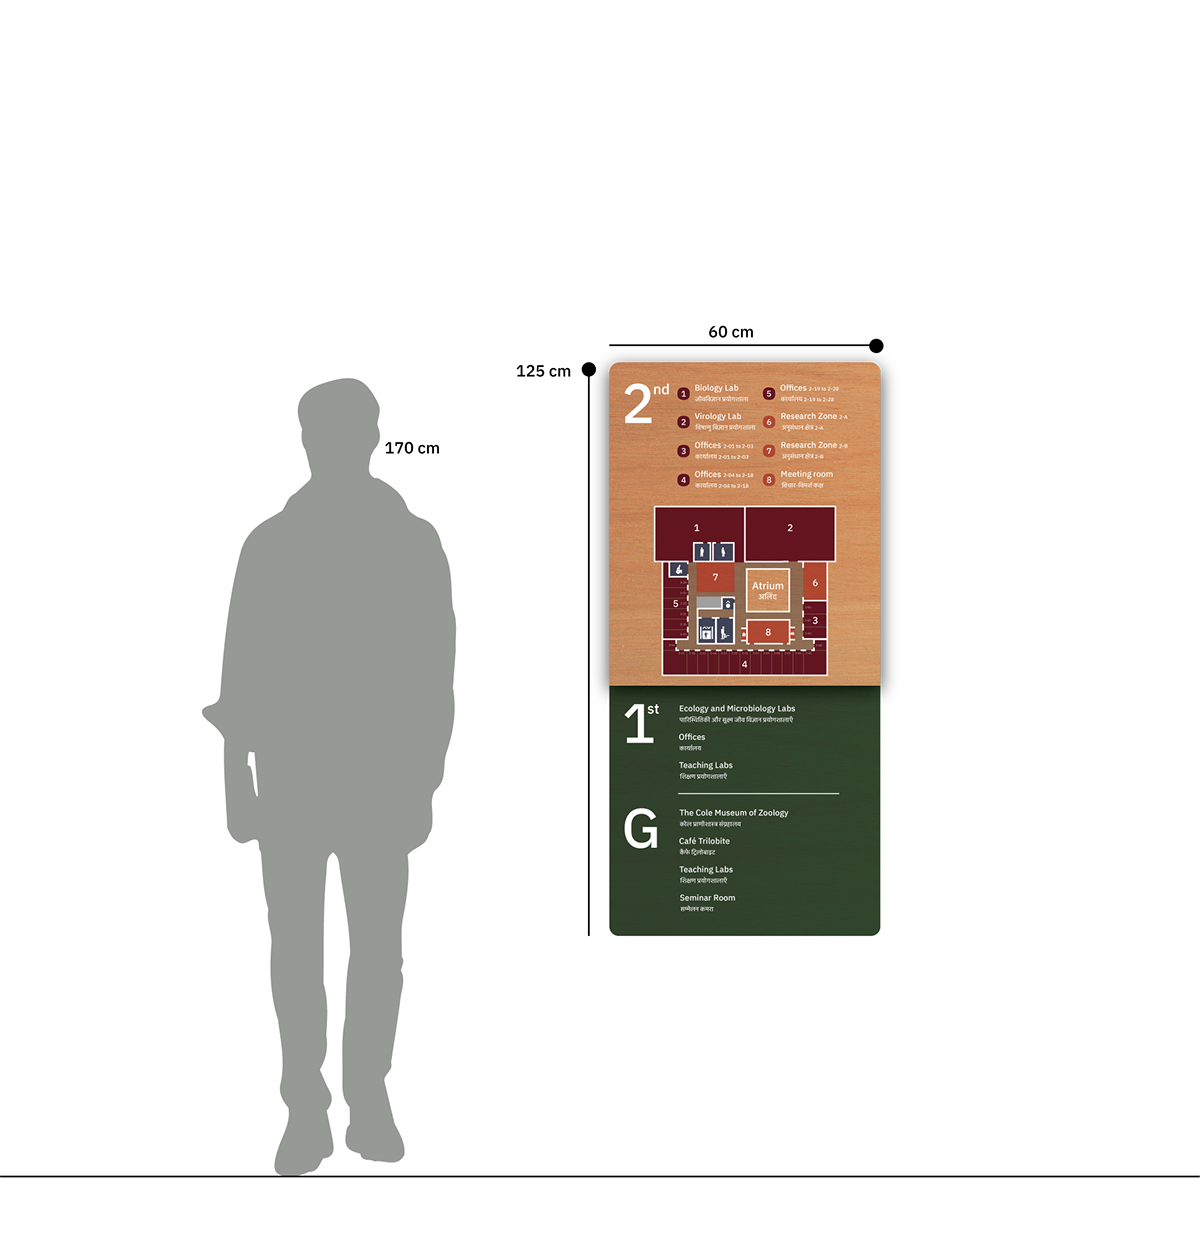 60 cm
125 cm
170 cm
2nd
1 Biology Lab
जीवविज्ञान प्रयोगशाला
2 Virology Lab
विषाणु विज्ञान प्रयोगशाला
3 Offices 2-01 to 2-03
कार्यालय 2-01 to 2-03
4 Offices 2-04 to 2-18
कार्यालय 2-04 to 2-18
5 Offices 2-19 to 2-28
कार्यालय 2-19 to 2-28
6 Research Zone 2-A
अनुसंधान क्षेत्र 2-A
7 Research Zone 2-B
अनुसंधान क्षेत्र 2-B
8 Meeting room
विचार-विमर्श कक्ष
1
2
7
Atrium
अलिंद
6
5
3
8
4
1st
Ecology and Microbiology Labs
पारिस्थितिकी और सूक्ष्म जीव विज्ञान प्रयोगशालाएँ
Offices
कार्यालय
Teaching Labs
शिक्षण प्रयोगशालाएँ
G
The Cole Museum of Zoology
कोल प्राणीशास्त्र संग्रहालय
Café Trilobite
कैफे ट्रिलोबाइट
Teaching Labs
शिक्षण प्रयोगशालाएँ
Seminar Room
सम्मेलन कमरा